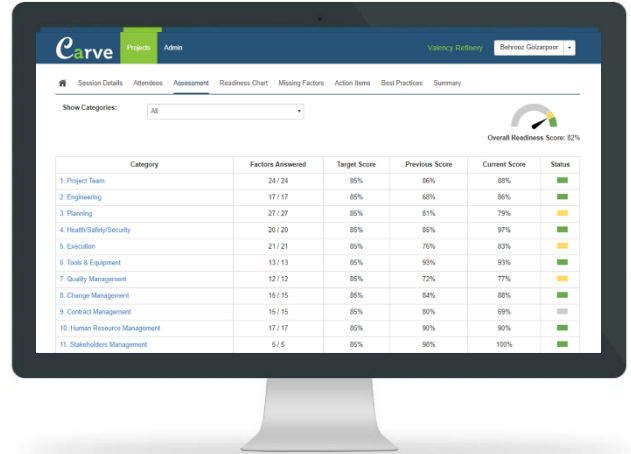 Carve Projects Admin Valency Refinery Behrooz Golzarpoor
Session Details Attendees Assessment Readiness Chart Missing Factors Action Items Best Practices Summary
Show Categories: All
Overall Readiness Score: 82%
Category Factors Answered Target Score Previous Score Current Score Status
1. Project Team 24 / 24 85% 86% 88%
2. Engineering 17 / 17 85% 68% 86%
3. Planning 27 / 27 85% 81% 79%
4. Health/Safety/Security 20 / 20 85% 85% 97%
5. Execution 21 / 21 85% 76% 83%
6. Tools & Equipment 13 / 13 85% 93% 93%
7. Quality Management 12 / 12 85% 72% 77%
8. Change Management 15 / 15 85% 84% 88%
9. Contract Management 15 / 15 85% 80% 69%
10. Human Resource Management 17 / 17 85% 90% 90%
11. Stakeholders Management 5 / 5 85% 98% 100%